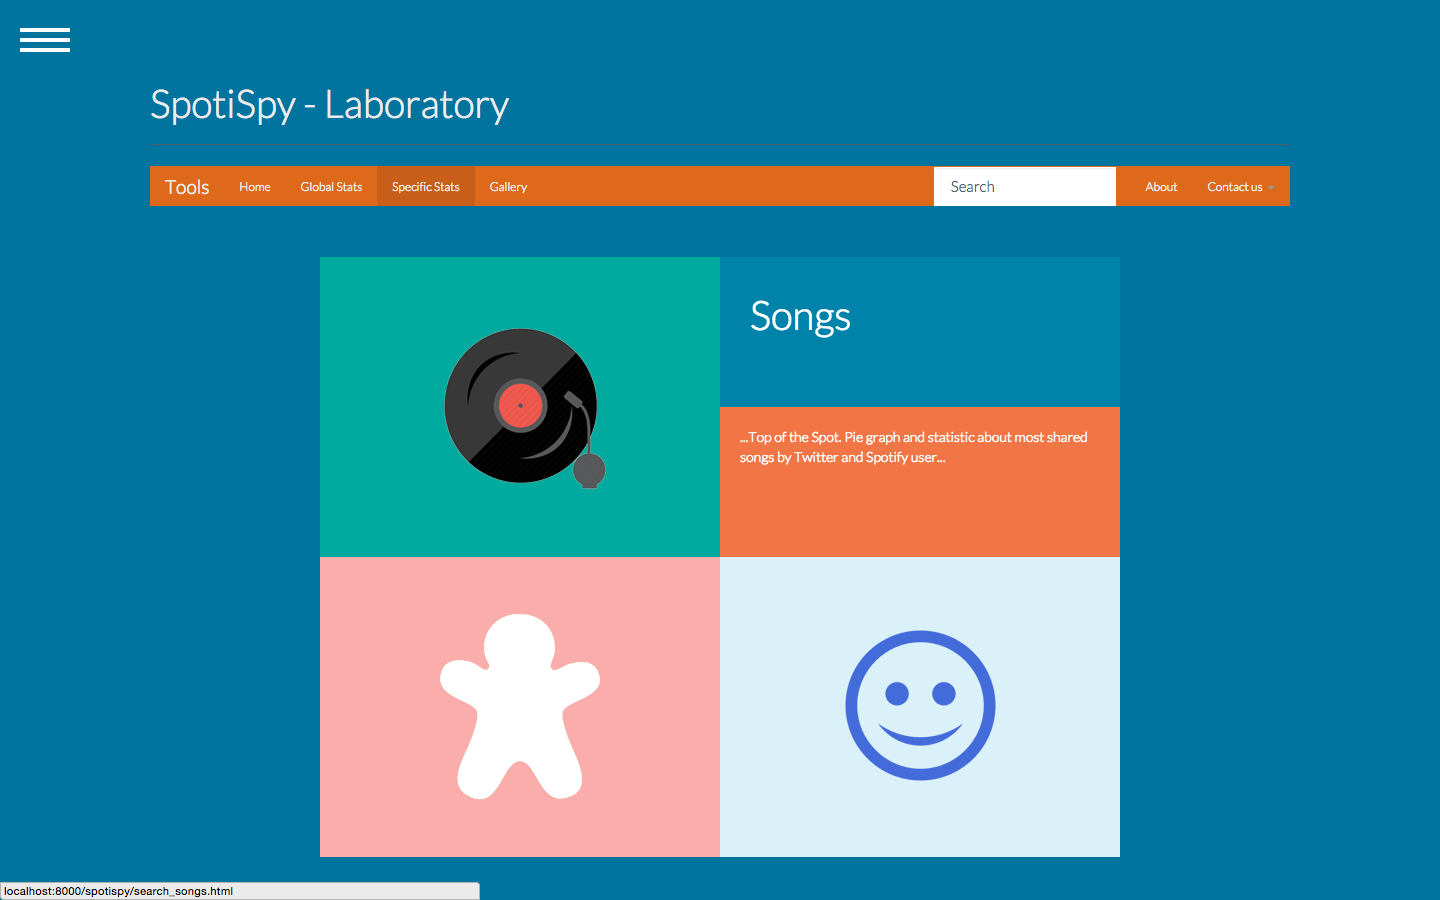 SpotiSpy - Laboratory
Tools Home Global Stats Specific Stats Gallery Search About Contact us
Songs
...Top of the Spot. Pie graph and statistic about most shared
songs by Twitter and Spotify user...
localhost:8000/spotispy/search_songs.html